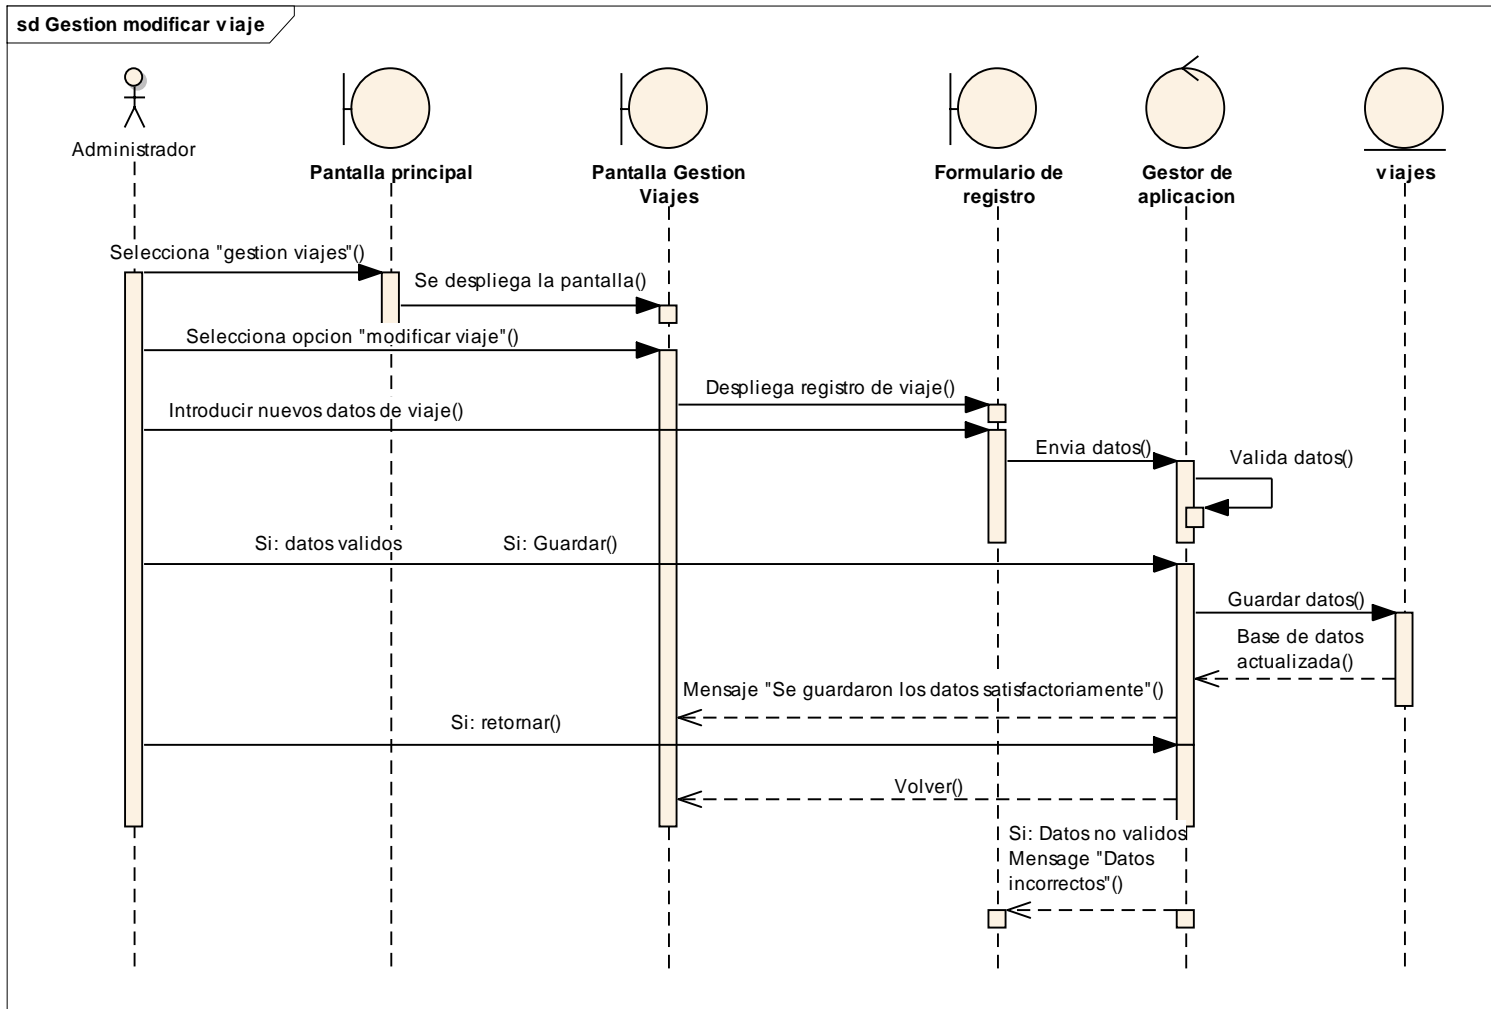 sd Gestion modificar viaje
Administrador
Pantalla principal
Pantalla Gestion
Viajes
Formulario de
registro
Gestor de
aplicacion
viajes
Selecciona "gestion viajes"()
Se despliega la pantalla()
Selecciona opcion "modificar viaje"()
Despliega registro de viaje()
Introducir nuevos datos de viaje()
Envia datos()
Valida datos()
Si: datos validos
Si: Guardar()
Guardar datos()
Base de datos
actualizada()
Mensaje "Se guardaron los datos satisfactoriamente"()
Si: retornar()
Volver()
Si: Datos no validos
Mensage "Datos
incorrectos"()